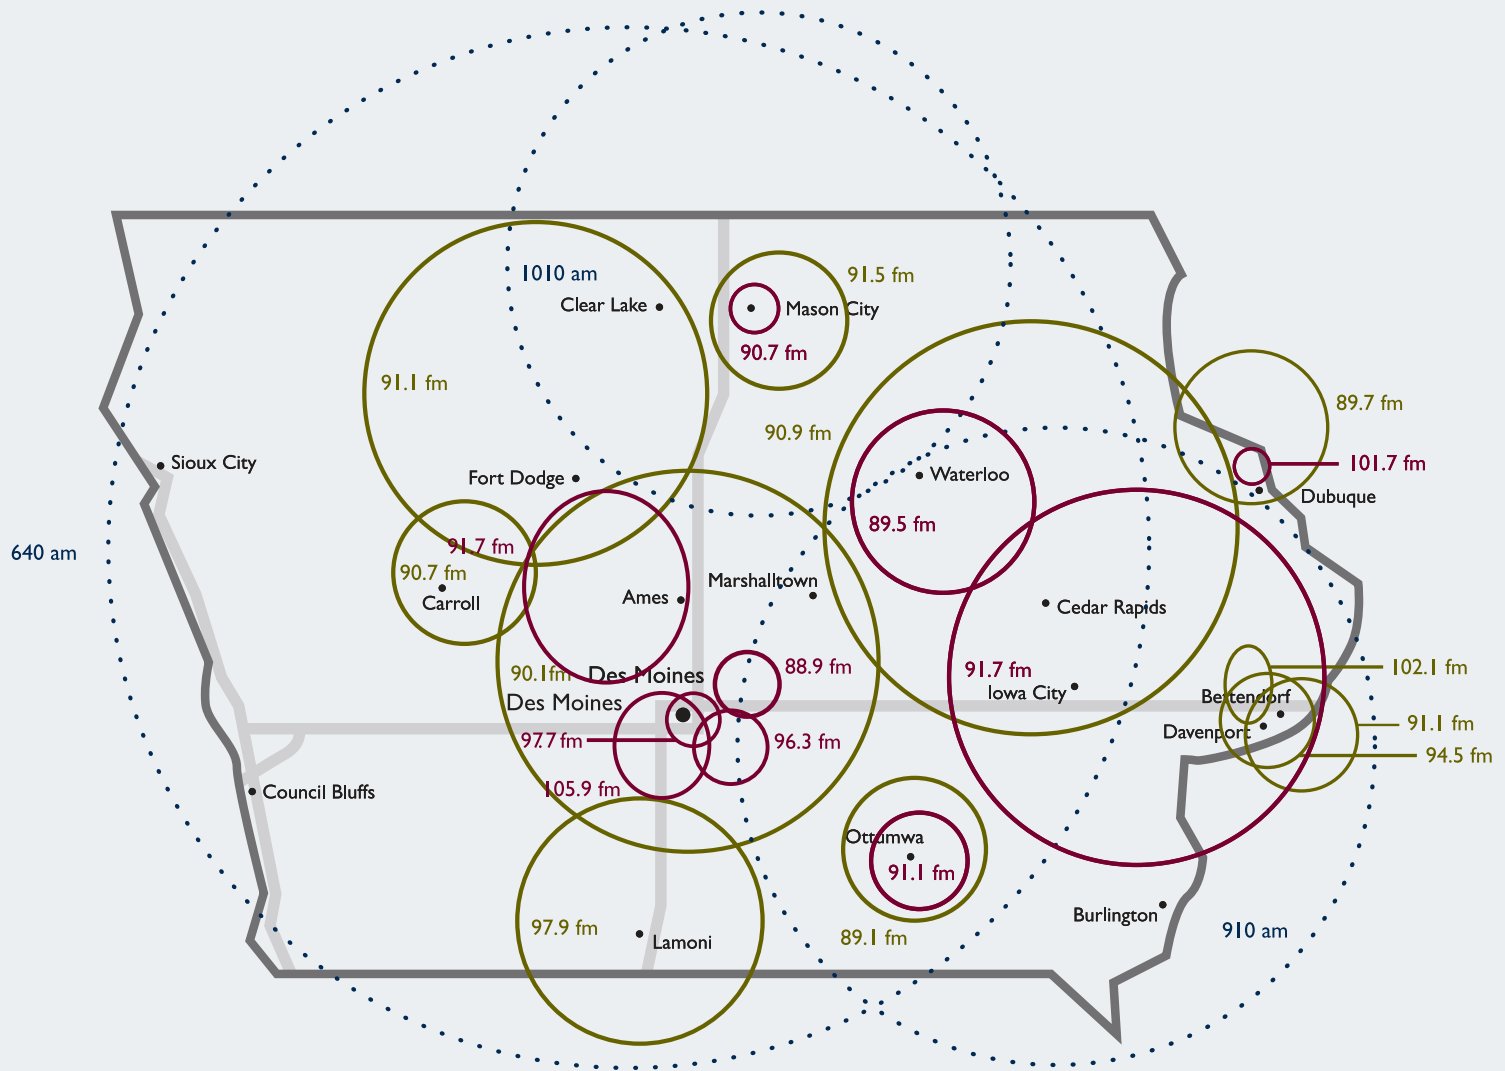 1010 am
91.5 fm
Clear Lake
Mason City
90.7 fm
91.1 fm
89.7 fm
90.9 fm
Sioux City
101.7 fm
Fort Dodge
Waterloo
Dubuque
89.5 fm
640 am
91.7 fm
90.7 fm
Marshalltown
Carroll
Ames
Cedar Rapids
90.1fm
Des Moines
88.9 fm
91.7 fm
102.1 fm
Iowa City
Bettendorf
Des Moines
91.1 fm
Davenport
97.7 fm
96.3 fm
94.5 fm
105.9 fm
Council Bluffs
Ottumwa
91.1 fm
Burlington
97.9 fm
Lamoni
89.1 fm
910 am